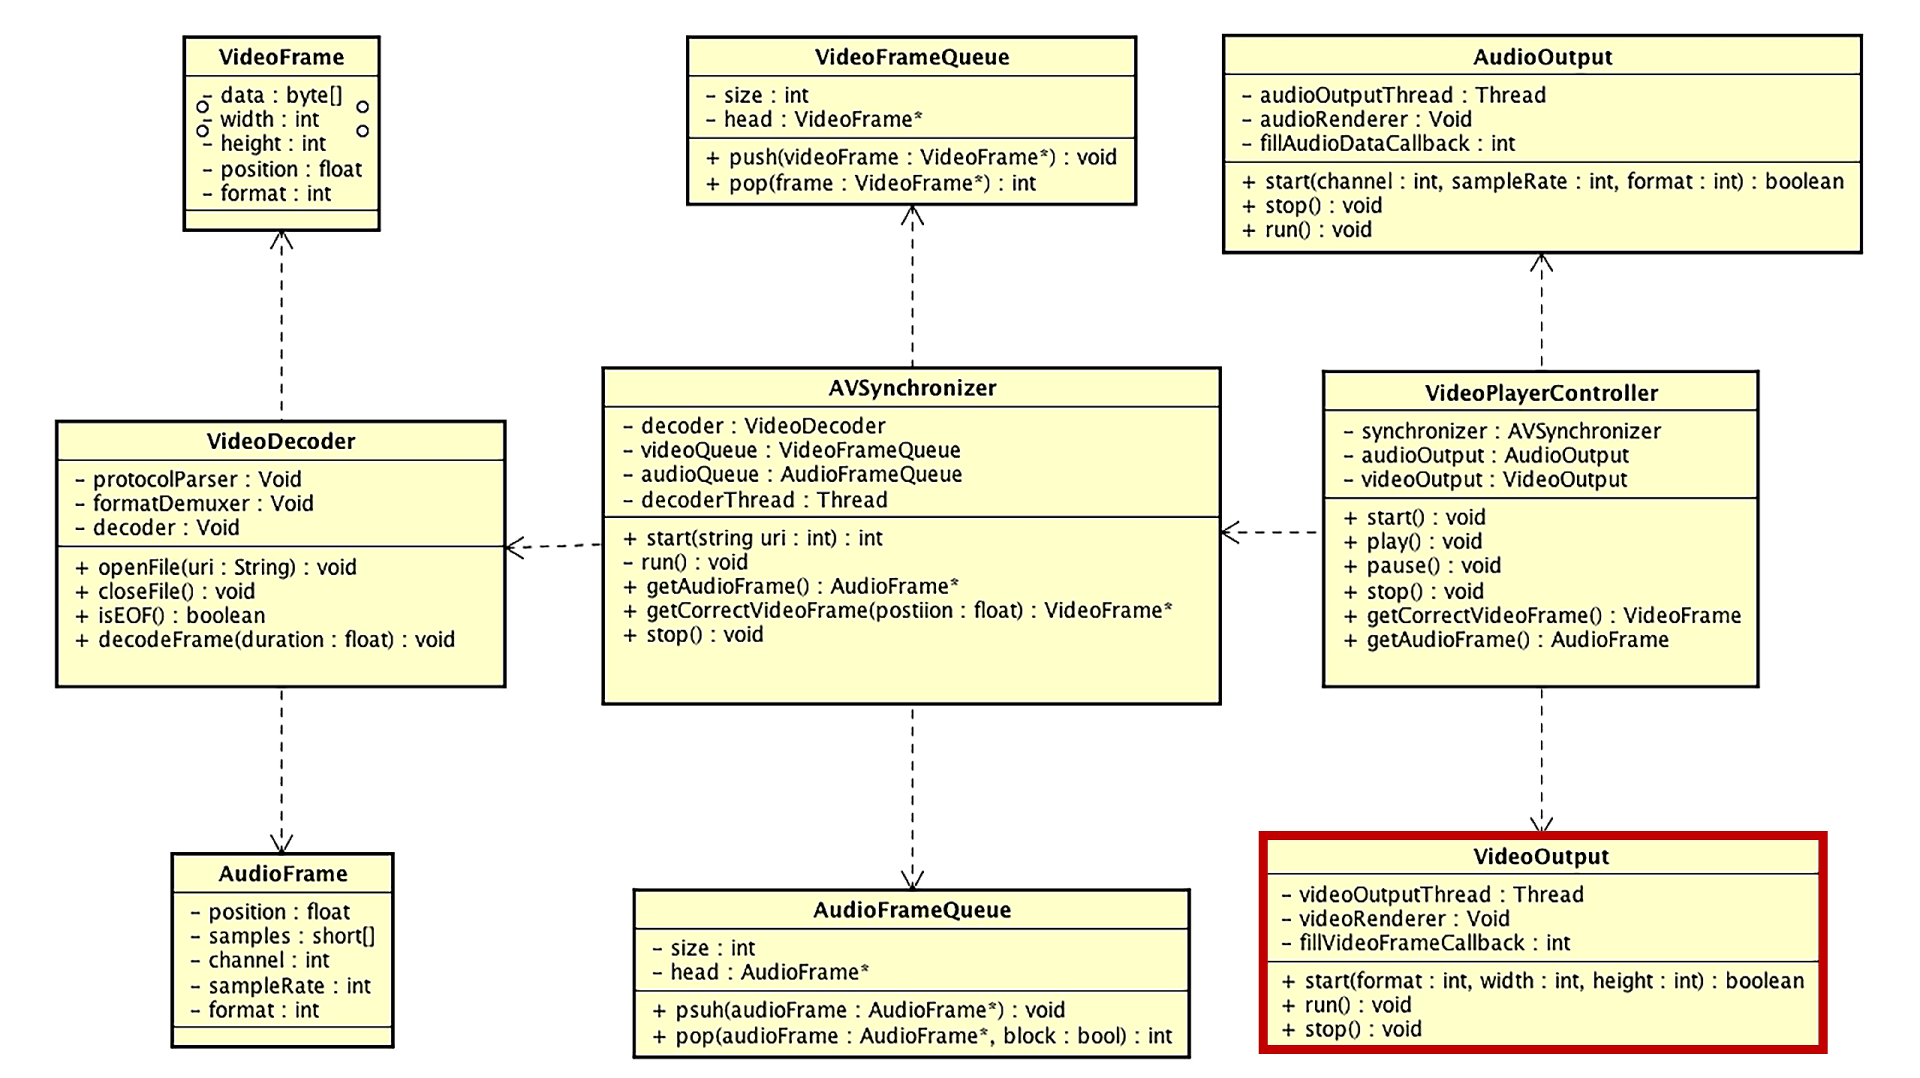 VideoFrame
- data : byte[]
- width : int
- height : int
- position : float
- format : int
VideoFrameQueue
- size : int
- head : VideoFrame*
+ push(videoFrame : VideoFrame*) : void
+ pop(frame : VideoFrame*) : int
AudioOutput
- audioOutputThread : Thread
- audioRenderer : Void
- fillAudioDataCallback : int
+ start(channel : int, sampleRate : int, format : int) : boolean
+ stop() : void
+ run() : void
VideoDecoder
- protocolParser : Void
- formatDemuxer : Void
- decoder : Void
+ openFile(uri : String) : void
+ closeFile() : void
+ isEOF() : boolean
+ decodeFrame(duration : float) : void
AVSynchronizer
- decoder : VideoDecoder
- videoQueue : VideoFrameQueue
- audioQueue : AudioFrameQueue
- decoderThread : Thread
+ start(string uri : int) : int
- run() : void
+ getAudioFrame() : AudioFrame*
+ getCorrectVideoFrame(postiion : float) : VideoFrame*
+ stop() : void
VideoPlayerController
- synchronizer : AVSynchronizer
- audioOutput : AudioOutput
- videoOutput : VideoOutput
+ start() : void
+ play() : void
+ pause() : void
+ stop() : void
+ getCorrectVideoFrame() : VideoFrame
+ getAudioFrame() : AudioFrame
AudioFrame
- position : float
- samples : short[]
- channel : int
- sampleRate : int
- format : int
AudioFrameQueue
- size : int
- head : AudioFrame*
+ psuh(audioFrame : AudioFrame*) : void
+ pop(audioFrame : AudioFrame*, block : bool) : int
VideoOutput
- videoOutputThread : Thread
- videoRenderer : Void
- fillVideoFrameCallback : int
+ start(format : int, width : int, height : int) : boolean
+ run() : void
+ stop() : void